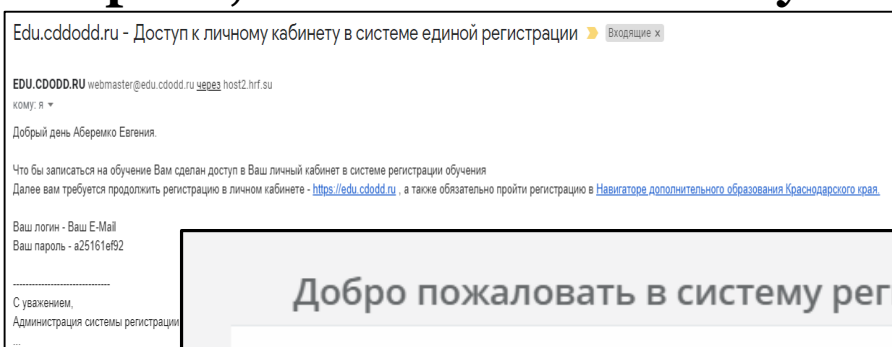 Edu.cddodd.ru - Доступ к личному кабинету в системе единой регистрации Входящие x
EDU.CDODD.RU webmaster@edu.cdodd.ru через host2.hrf.su
кому: я
Добрый день Аберемко Евгения.
Что бы записаться на обучение Вам сделан доступ в Ваш личный кабинет в системе регистрации обучения
Далее вам требуется продолжить регистрацию в личном кабинете - https://edu.cdodd.ru , а также обязательно пройти регистрацию в Навигаторе дополнительного образования Краснодарского края.
Ваш логин - Ваш E-Mail
Ваш пароль - a25161ef92
------------------------------
С уважением,
Администрация системы регистрации
...
Добро пожаловать в систему рег